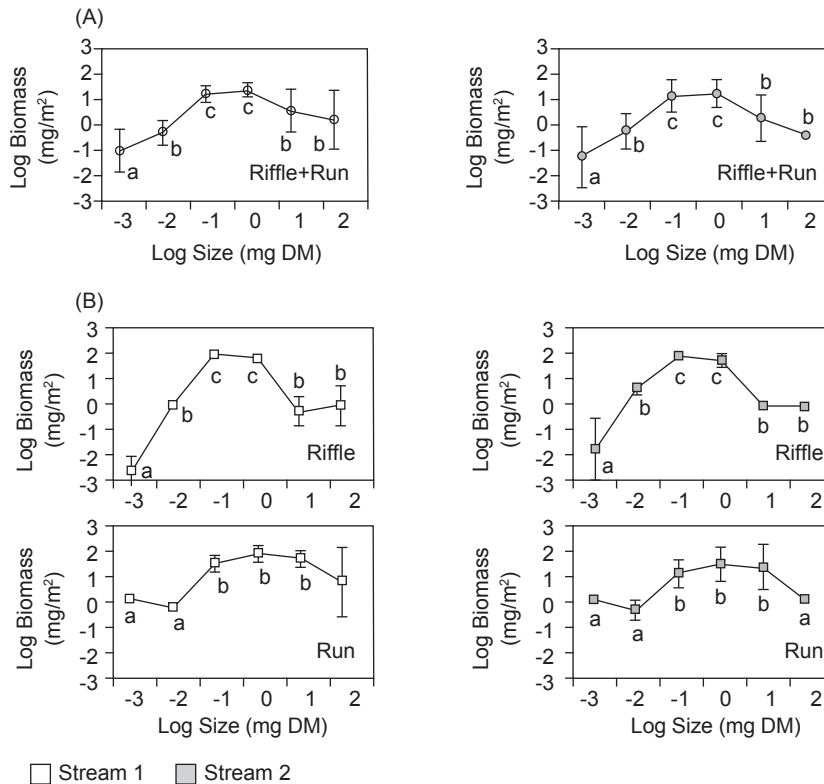 (A)
Log Biomass
(mg/m²)
3
2
1
0
-1
-2
-3
a
b
c
c
b
b
Riffle+Run
-3 -2 -1 0 1 2
Log Size (mg DM)
Log Biomass
(mg/m²)
3
2
1
0
-1
-2
-3
a
b
c
c
b
b
Riffle+Run
-3 -2 -1 0 1 2
Log Size (mg DM)
(B)
Log Biomass
(mg/m²)
3
2
1
0
-1
-2
-3
a
b
c
c
b
b
Riffle
-3 -2 -1 0 1 2
Log Biomass
(mg/m²)
3
2
1
0
-1
-2
-3
a
b
c
c
b
b
Riffle
-3 -2 -1 0 1 2
Log Biomass
(mg/m²)
3
2
1
0
-1
-2
-3
a
a
b
b
b
Run
-3 -2 -1 0 1 2
Log Size (mg DM)
Log Biomass
(mg/m²)
3
2
1
0
-1
-2
-3
a
a
b
b
b
a
Run
-3 -2 -1 0 1 2
Log Size (mg DM)
Stream 1 Stream 2